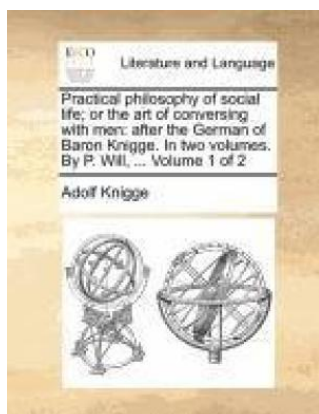 ECCO
Literature and Language
Practical philosophy of social
life; or the art of conversing
with men: after the German of
Baron Knigge. In two volumes.
By P. Will, ... Volume 1 of 2
Adolf Knigge